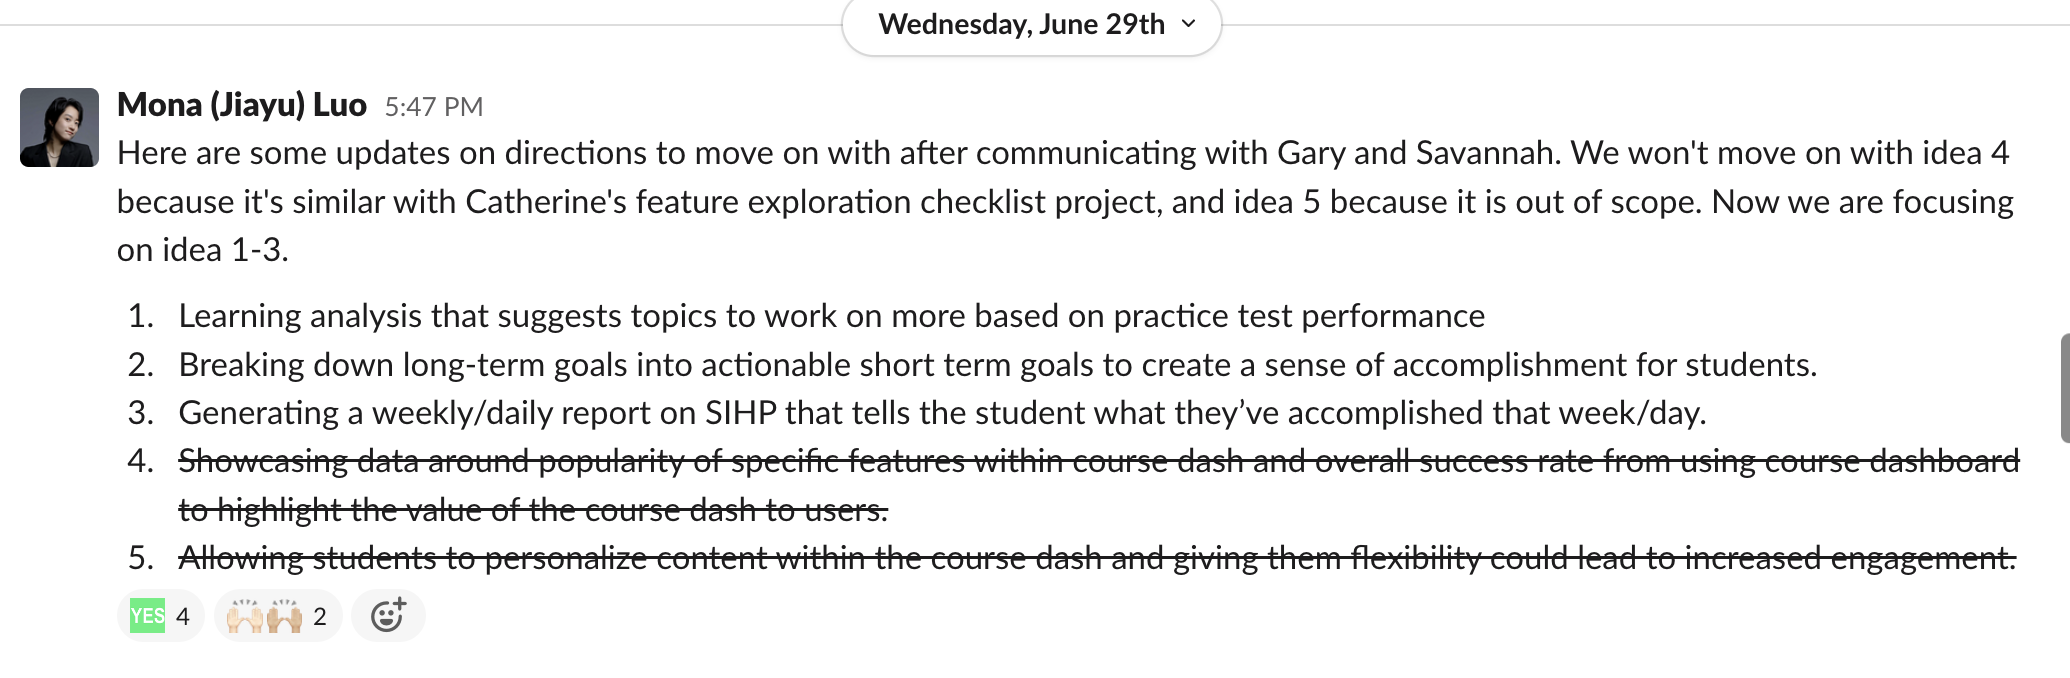 Wednesday, June 29th
Mona (Jiayu) Luo 5:47 PM
Here are some updates on directions to move on with after communicating with Gary and Savannah. We won't move on with idea 4
because it's similar with Catherine's feature exploration checklist project, and idea 5 because it is out of scope. Now we are focusing
on idea 1-3.
1. Learning analysis that suggests topics to work on more based on practice test performance
2. Breaking down long-term goals into actionable short term goals to create a sense of accomplishment for students.
3. Generating a weekly/daily report on SIHP that tells the student what they’ve accomplished that week/day.
4. Showcasing data around popularity of specific features within course dash and overall success rate from using course dashboard
to highlight the value of the course dash to users.
5. Allowing students to personalize content within the course dash and giving them flexibility could lead to increased engagement.
YES 4 2